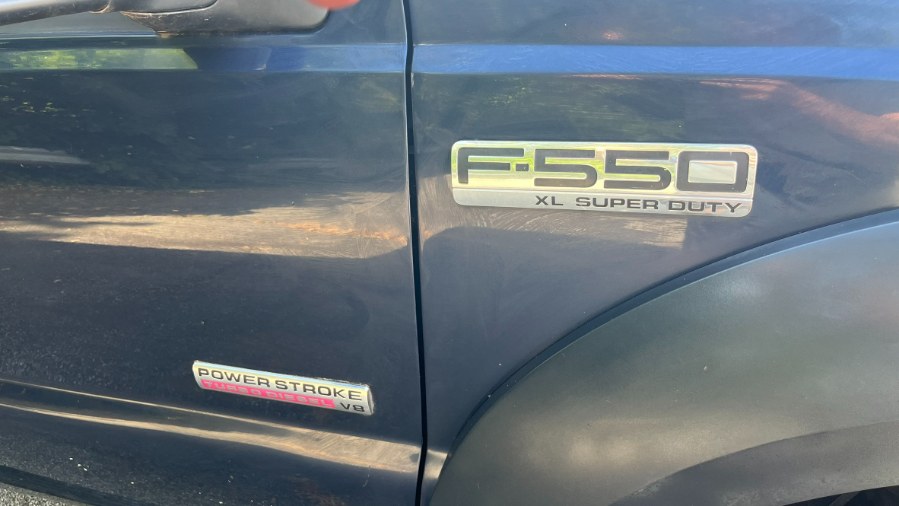 F-550
XL SUPER DUTY
POWER STROKE
TURBO DIESEL
V8